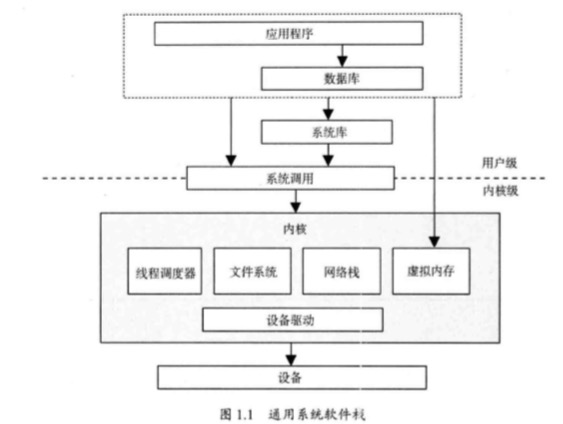 应用程序
数据库
系统库
系统调用
用户级
内核级
内核
线程调度器
文件系统
网络栈
虚拟内存
设备驱动
设备
图 1.1 通用系统软件栈